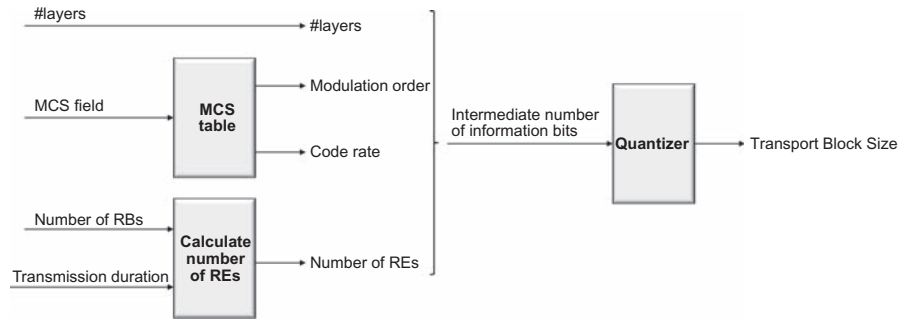 #layers
#layers
MCS field
MCS
table
Modulation order
Code rate
Number of RBs
Transmission duration
Calculate
number
of REs
Number of REs
Intermediate number
of information bits
Quantizer
Transport Block Size